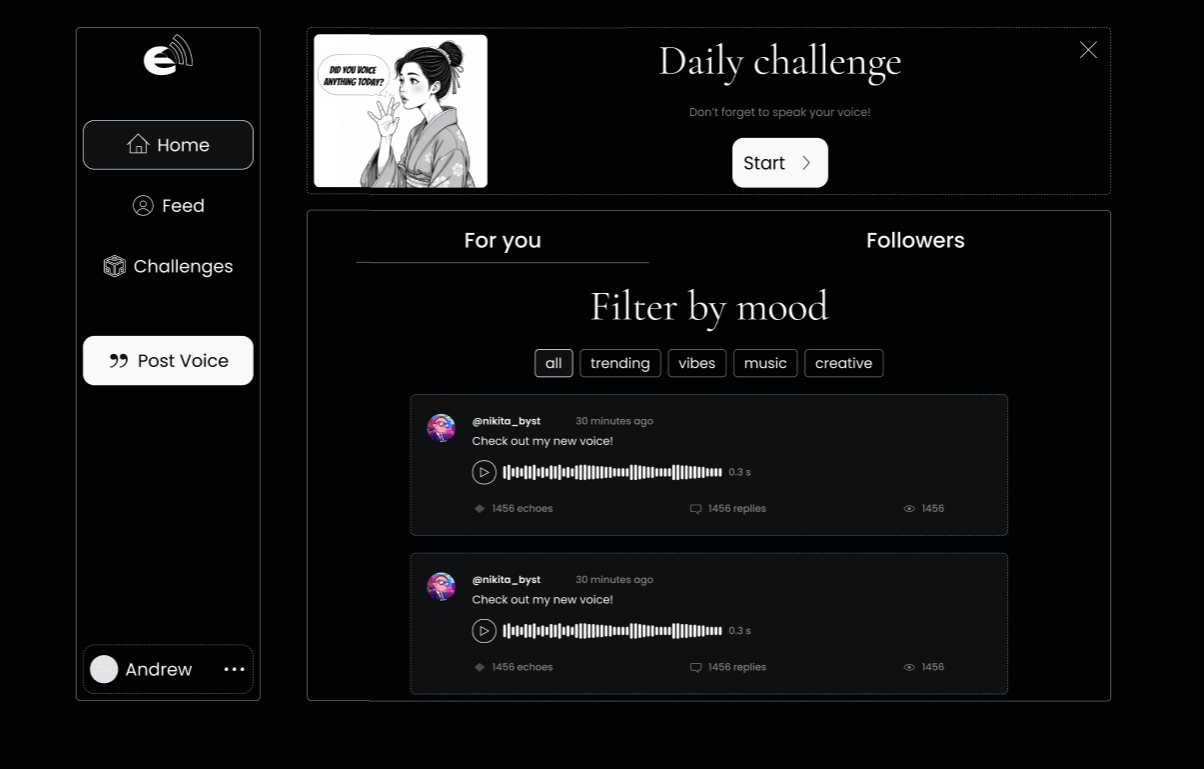 e
Home
Feed
Challenges
Post Voice
Andrew
DID YOU VOICE
ANYTHING TODAY?
Daily challenge
Don't forget to speak your voice!
Start
For you
Followers
Filter by mood
all
trending
vibes
music
creative
@nikita_byst 30 minutes ago
Check out my new voice!
0.3 s
1456 echoes
1456 replies
1456
@nikita_byst 30 minutes ago
Check out my new voice!
0.3 s
1456 echoes
1456 replies
1456